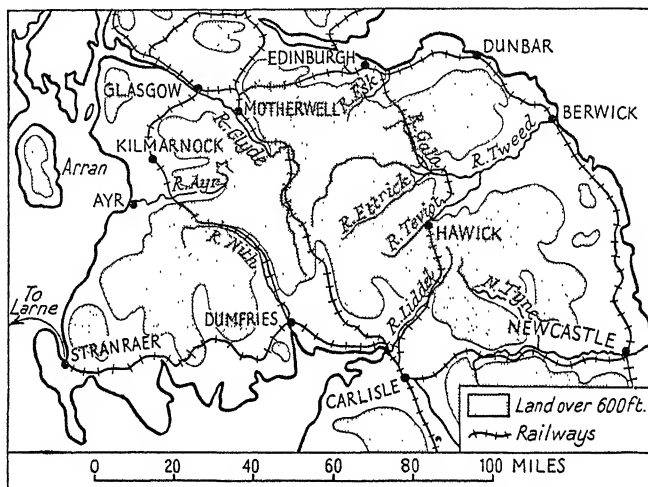 EDINBURGH
DUNBAR
GLASGOW
R. Esk
MOTHERWELL
BERWICK
R. Clyde
R. Gala
KILMARNOCK
R. Tweed
Arran
R. Ayr
R. Ettrick
AYR
R. Teviot
HAWICK
R. Nith
To
Larne
R. Liddel
N. Tyne
DUMFRIES
NEWCASTLE
STRANRAER
CARLISLE
Land over 600ft.
Railways
0 20 40 60 80 100 MILES